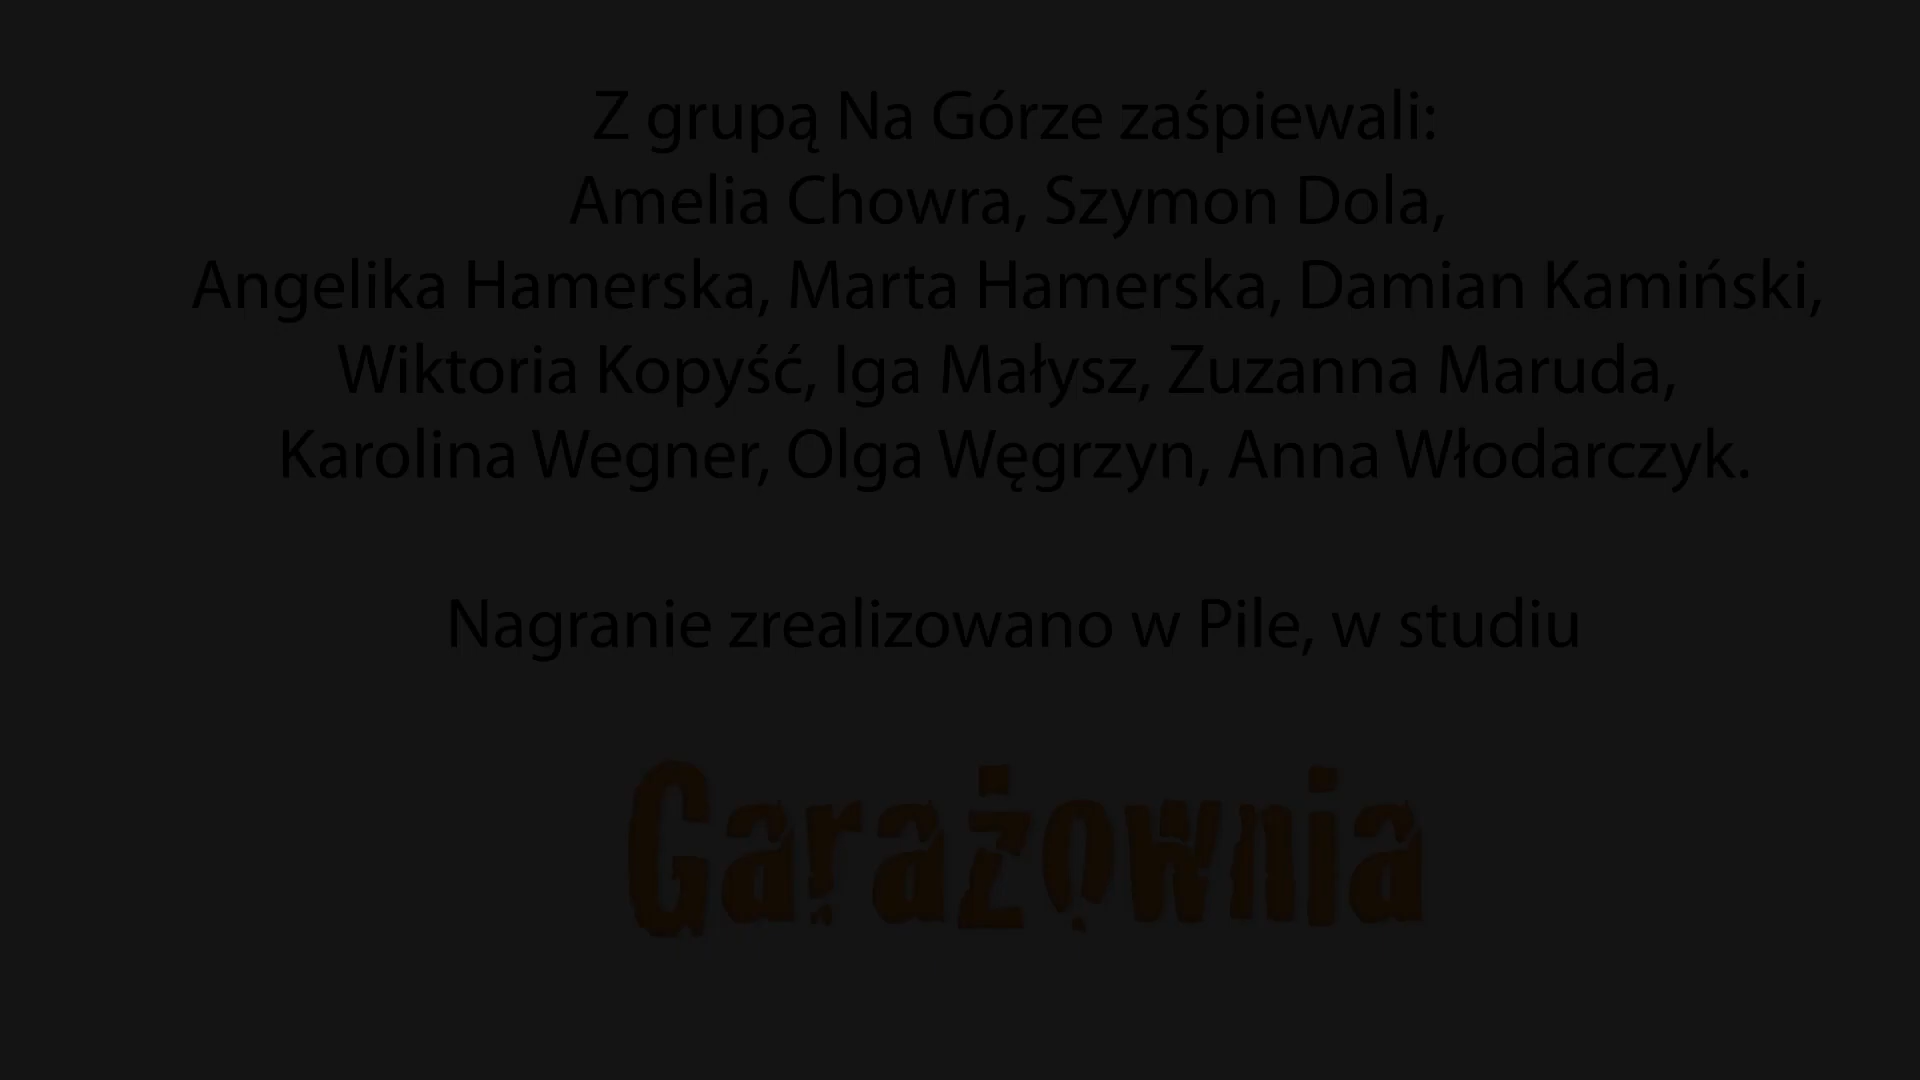 Z grupą Na Górze zaśpiewali:
Amelia Chowra, Szymon Dola,
Angelika Hamerska, Marta Hamerska, Damian Kamiński,
Wiktoria Kopyść, Iga Małysz, Zuzanna Maruda,
Karolina Wegner, Olga Węgrzyn, Anna Włodarczyk.
Nagranie zrealizowano w Pile, w studiu
Garażownia